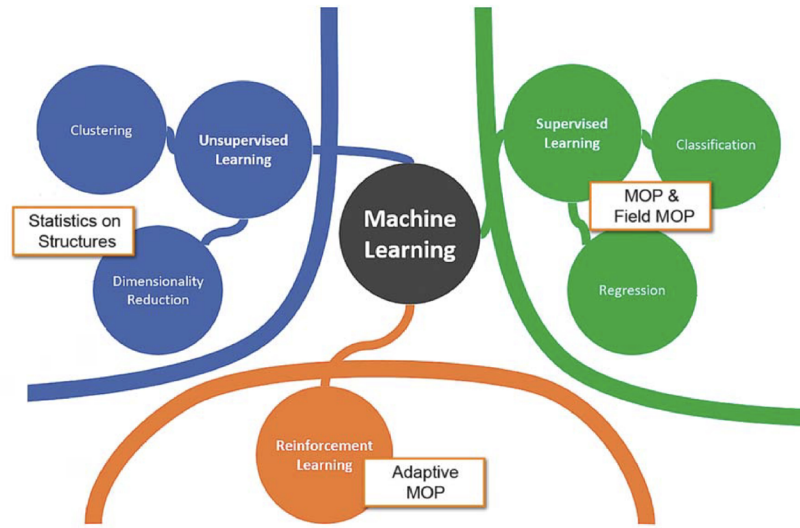 Clustering
Unsupervised
Learning
Statistics on
Structures
Dimensionality
Reduction
Machine
Learning
Supervised
Learning
Classification
MOP &
Field MOP
Regression
Reinforcement
Learning
Adaptive
MOP